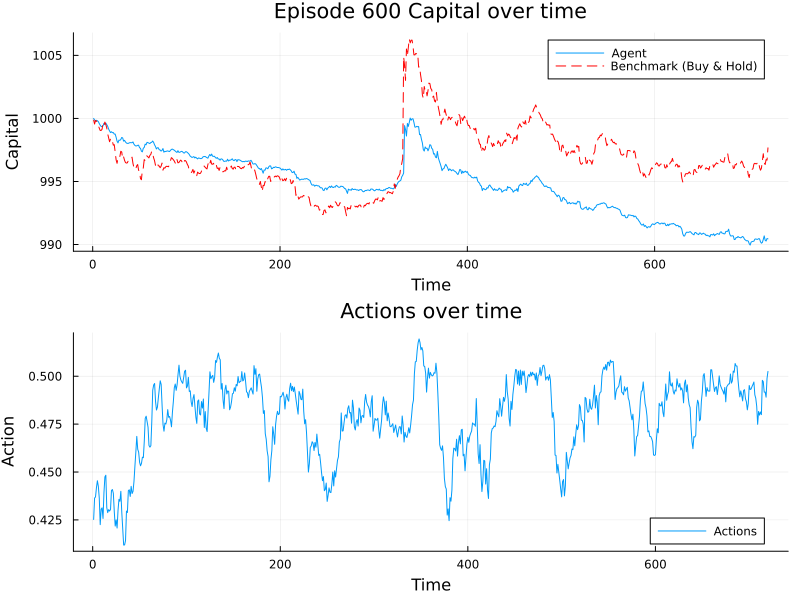 Episode 600 Capital over time
Capital
1005
1000
995
990
Agent
Benchmark (Buy & Hold)
0
200
400
600
Time
Actions over time
Action
0.500
0.475
0.450
0.425
Actions
0
200
400
600
Time